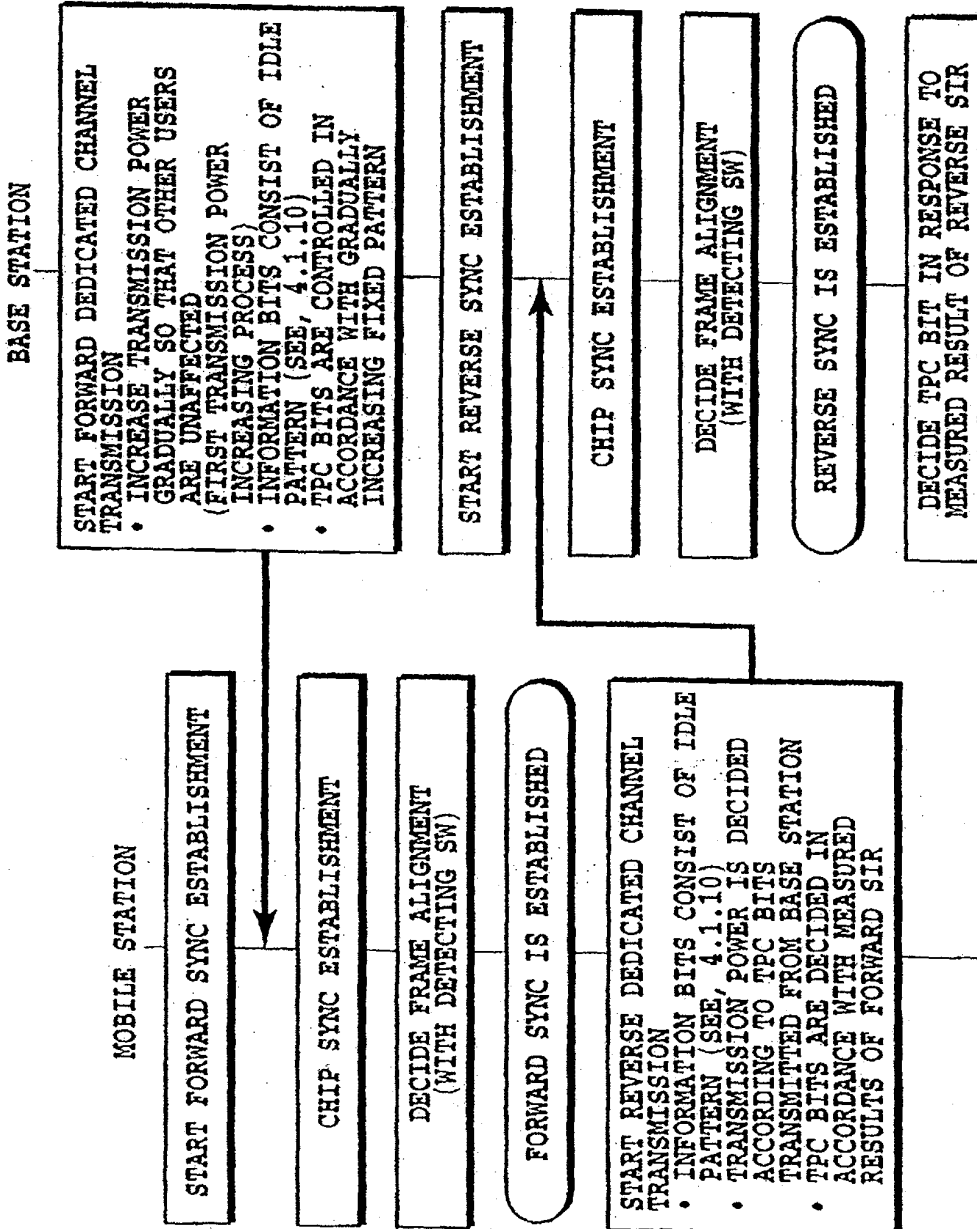 BASE STATION
START FORWARD DEDICATED CHANNEL
TRANSMISSION
• INCREASE TRANSMISSION POWER
GRADUALLY SO THAT OTHER USERS
ARE UNAFFECTED
(FIRST TRANSMISSION POWER
INCREASING PROCESS)
• INFORMATION BITS CONSIST OF IDLE
PATTERN (SEE, 4.1.10)
• TPC BITS ARE CONTROLLED IN
ACCORDANCE WITH GRADUALLY
INCREASING FIXED PATTERN
START REVERSE SYNC ESTABLISHMENT
CHIP SYNC ESTABLISHMENT
DECIDE FRAME ALIGNMENT
(WITH DETECTING SW)
REVERSE SYNC IS ESTABLISHED
DECIDE TPC BIT IN RESPONSE TO
MEASURED RESULT OF REVERSE SIR
MOBILE STATION
START FORWARD SYNC ESTABLISHMENT
CHIP SYNC ESTABLISHMENT
DECIDE FRAME ALIGNMENT
(WITH DETECTING SW)
FORWARD SYNC IS ESTABLISHED
START REVERSE DEDICATED CHANNEL
TRANSMISSION
• INFORMATION BITS CONSIST OF IDLE
PATTERN (SEE, 4.1.10)
• TRANSMISSION POWER IS DECIDED
ACCORDING TO TPC BITS
TRANSMITTED FROM BASE STATION
• TPC BITS ARE DECIDED IN
ACCORDANCE WITH MEASURED
RESULTS OF FORWARD SIR